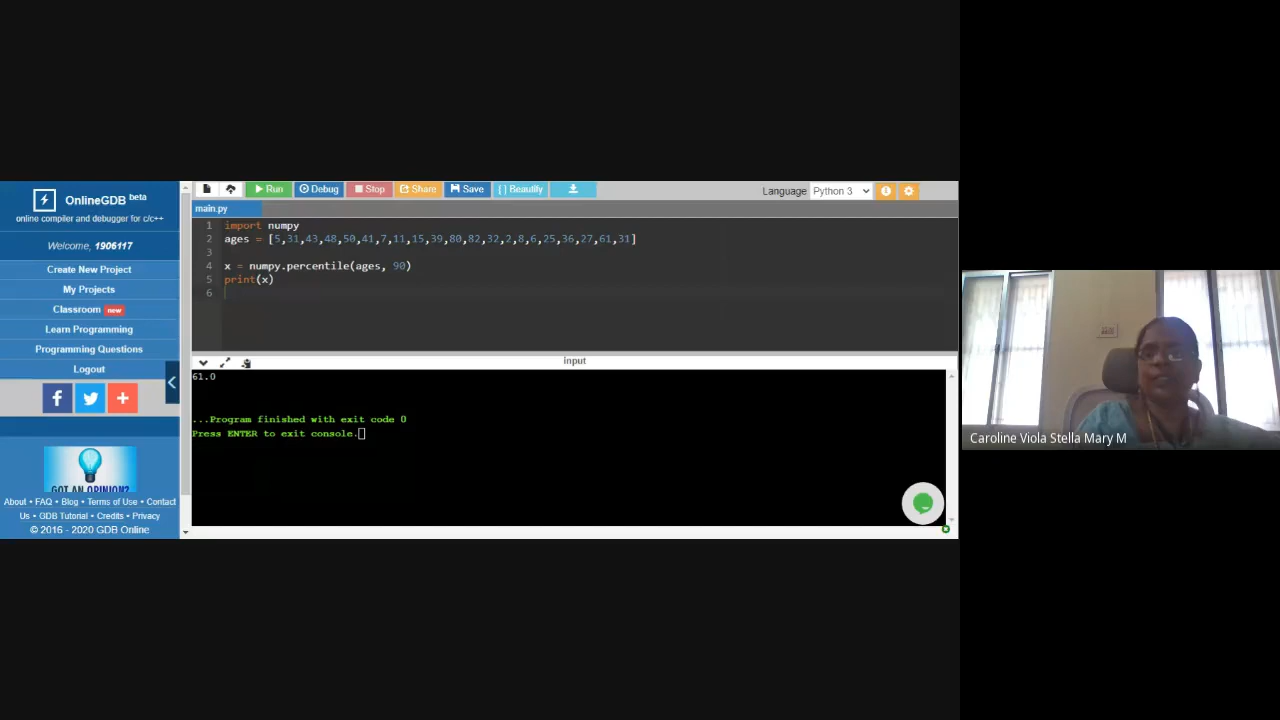 OnlineGDB beta
online compiler and debugger for c/c++
Welcome, 1906117
Create New Project
My Projects
Classroom new
Learn Programming
Programming Questions
Logout
GOT AN OPINION?
About • FAQ • Blog • Terms of Use • Contact
Us • GDB Tutorial • Credits • Privacy
© 2016 - 2020 GDB Online
Run Debug Stop Share Save { } Beautify
Language Python 3
main.py
1 import numpy
2 ages = [5,31,43,48,50,41,7,11,15,39,80,82,32,2,8,6,25,36,27,61,31]
3
4 x = numpy.percentile(ages, 90)
5 print(x)
6
input
61.0
...Program finished with exit code 0
Press ENTER to exit console.
Caroline Viola Stella Mary M